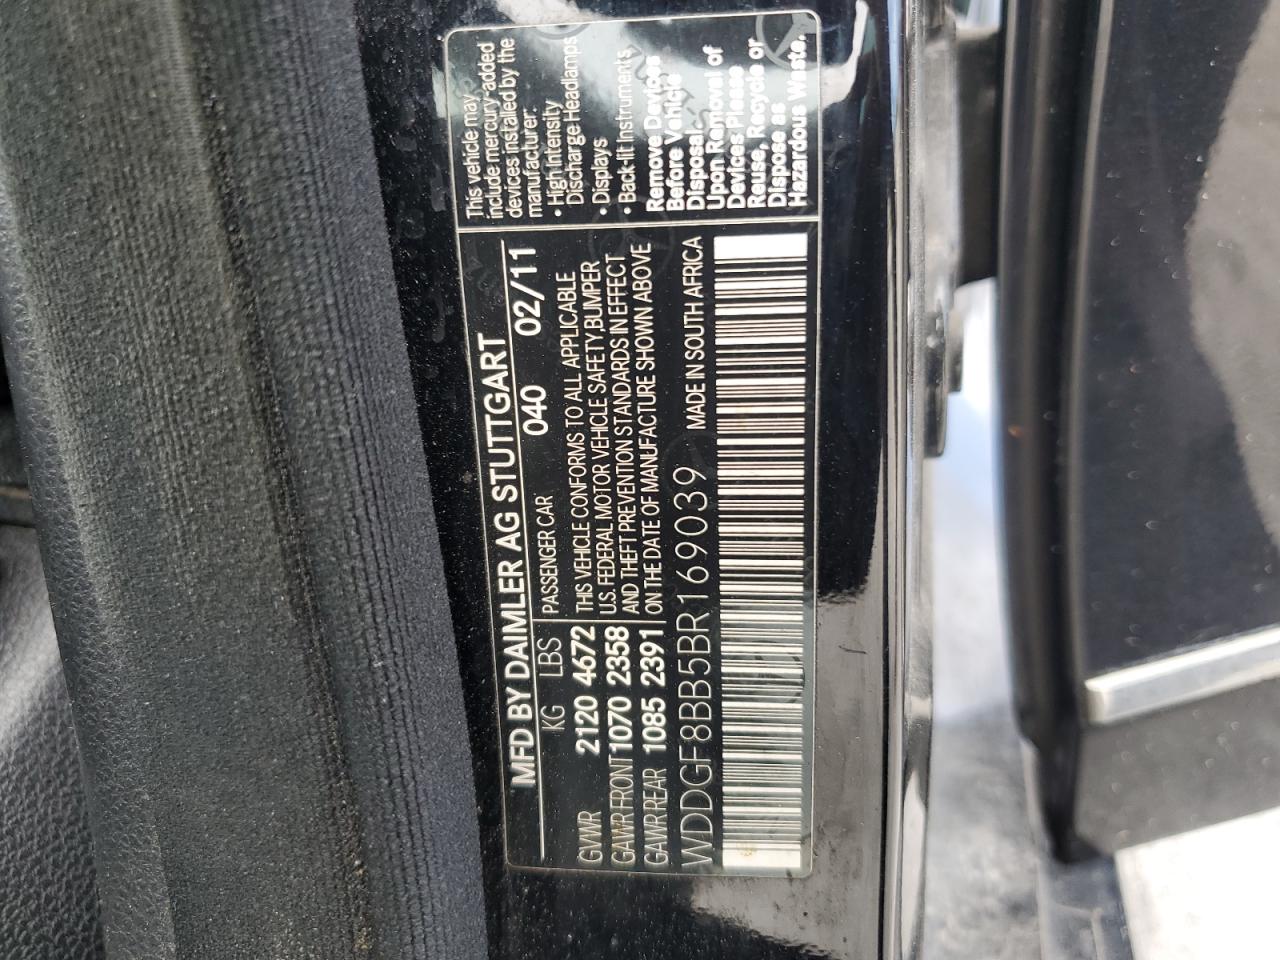 MFD BY DAIMLER AG STUTTGART
KG LBS PASSENGER CAR 040 02/11
GVWR 2120 4672
GAWR FRONT 1070 2358
GAWR REAR 1085 2391
THIS VEHICLE CONFORMS TO ALL APPLICABLE
U.S. FEDERAL MOTOR VEHICLE SAFETY,BUMPER
AND THEFT PREVENTION STANDARDS IN EFFECT
ON THE DATE OF MANUFACTURE SHOWN ABOVE
WDDGF8BB5BR169039 MADE IN SOUTH AFRICA
This vehicle may
include mercury-added
devices installed by the
manufacturer:
• High Intensity
Discharge Headlamps
• Displays
• Back-lit Instruments
Remove Devices
Before Vehicle
Disposal.
Upon Removal of
Devices Please
Reuse, Recycle or
Dispose as
Hazardous Waste.